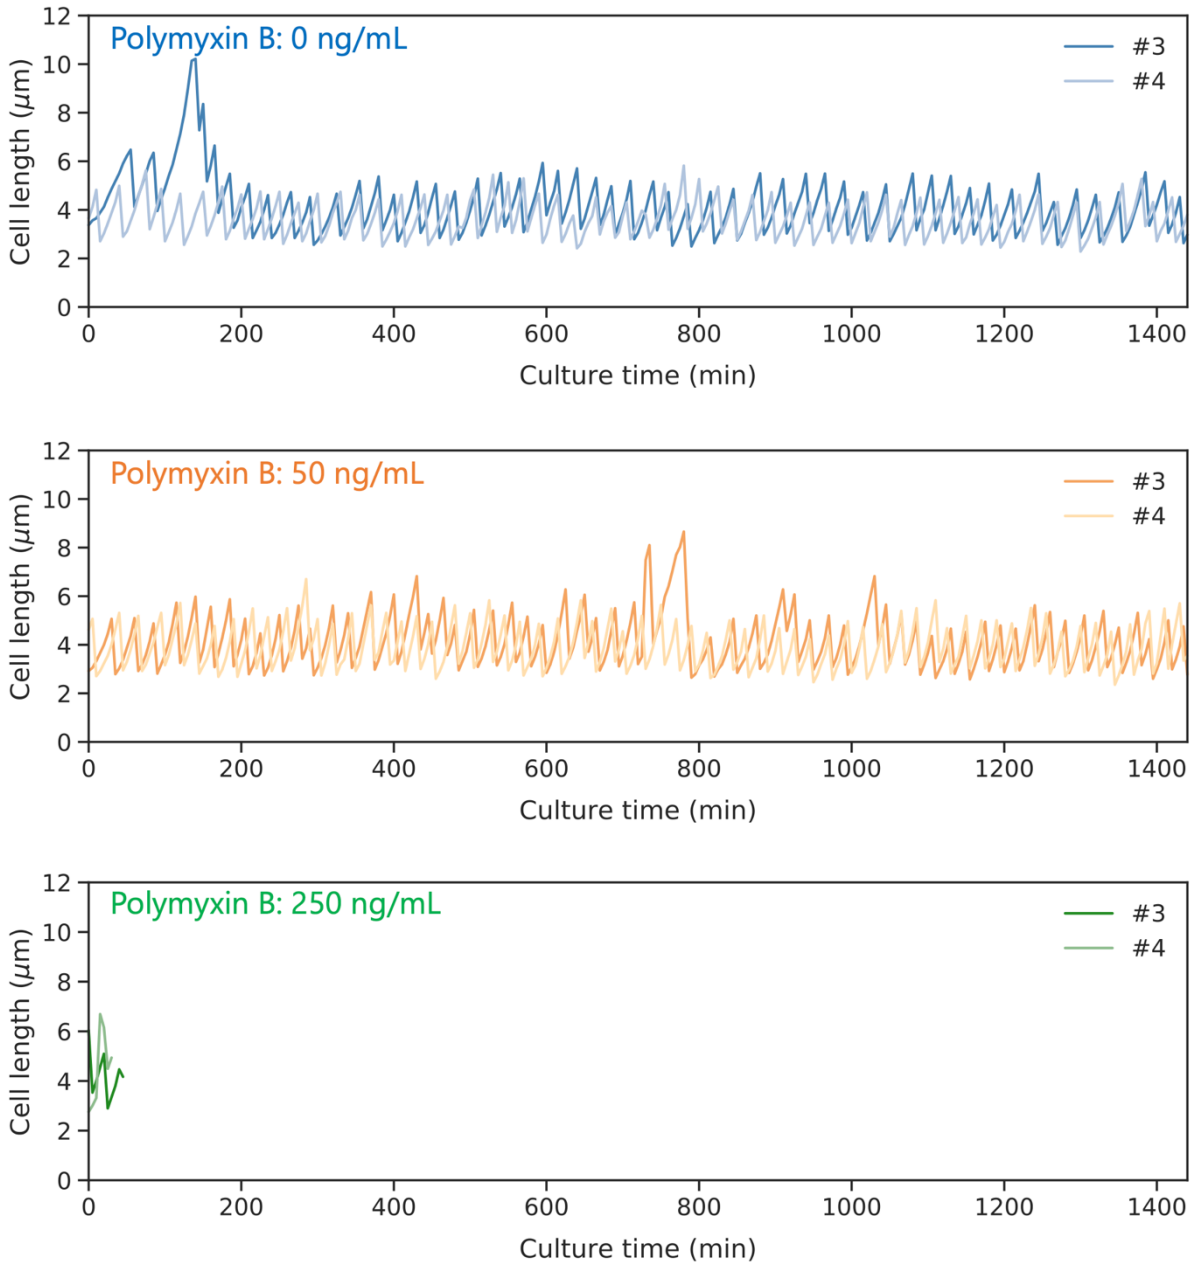 Polymyxin B: 0 ng/mL
#3
#4
12
10
8
6
4
2
0
Cell length (μm)
0 200 400 600 800 1000 1200 1400
Culture time (min)
Polymyxin B: 50 ng/mL
#3
#4
12
10
8
6
4
2
0
Cell length (μm)
0 200 400 600 800 1000 1200 1400
Culture time (min)
Polymyxin B: 250 ng/mL
#3
#4
12
10
8
6
4
2
0
Cell length (μm)
0 200 400 600 800 1000 1200 1400
Culture time (min)